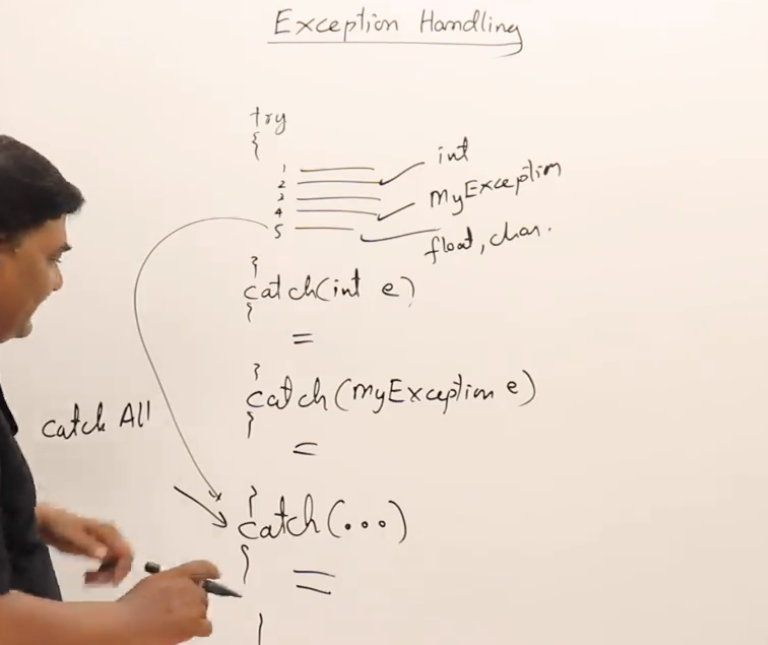 Exception Handling
try
{
1
2 int
3
4 MyException
5 float, char.
}
catch(int e)
{
=
}
catch(MyException e)
{
=
catch All
}
catch(...)
{
=
}